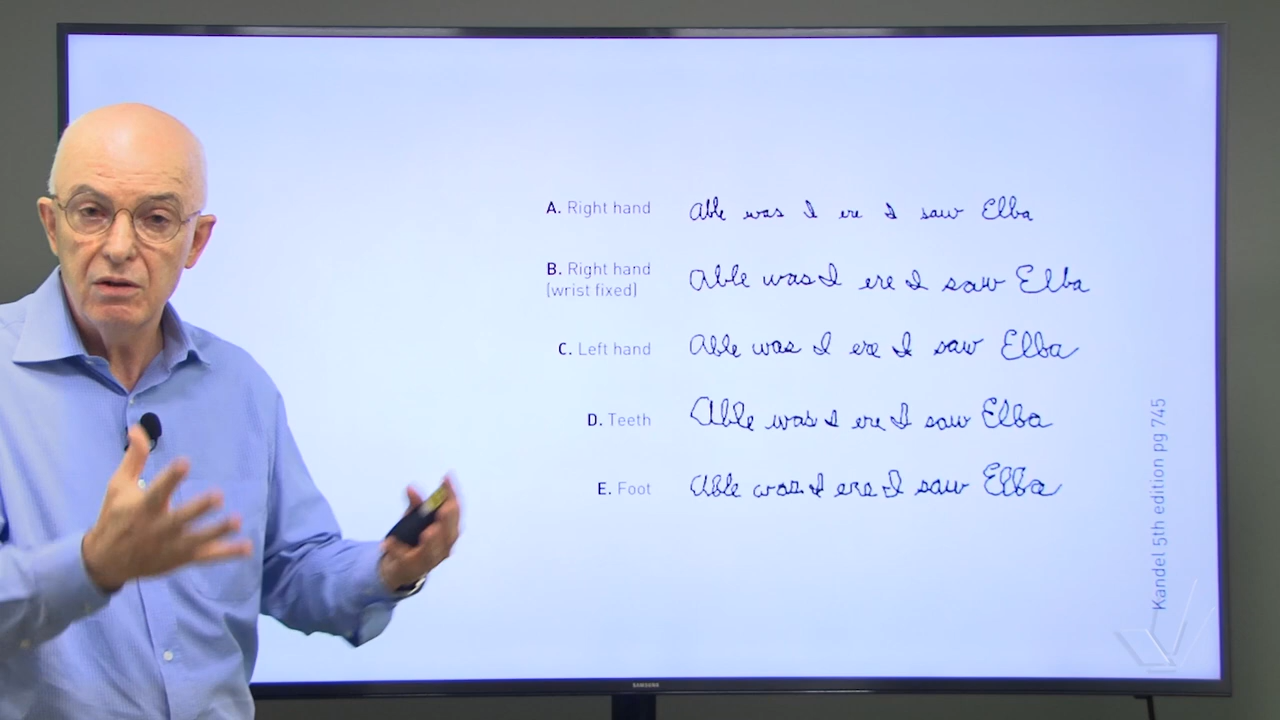 A. Right hand Able was I ere I saw Elba
B. Right hand (wrist fixed) Able was I ere I saw Elba
C. Left hand Able was I ere I saw Elba
D. Teeth Able was I ere I saw Elba
E. Foot Able was I ere I saw Elba
Kandel 5th edition pg 745
SAMSUNG